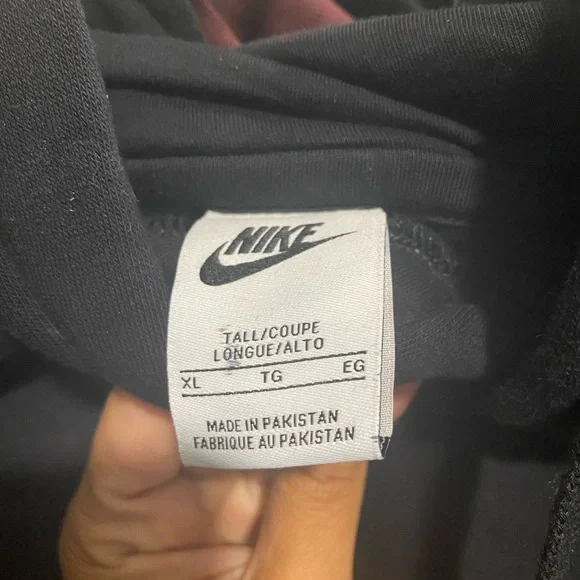 NIKE
TALL/COUPE
LONGUE/ALTO
XL TG EG
MADE IN PAKISTAN
FABRIQUE AU PAKISTAN